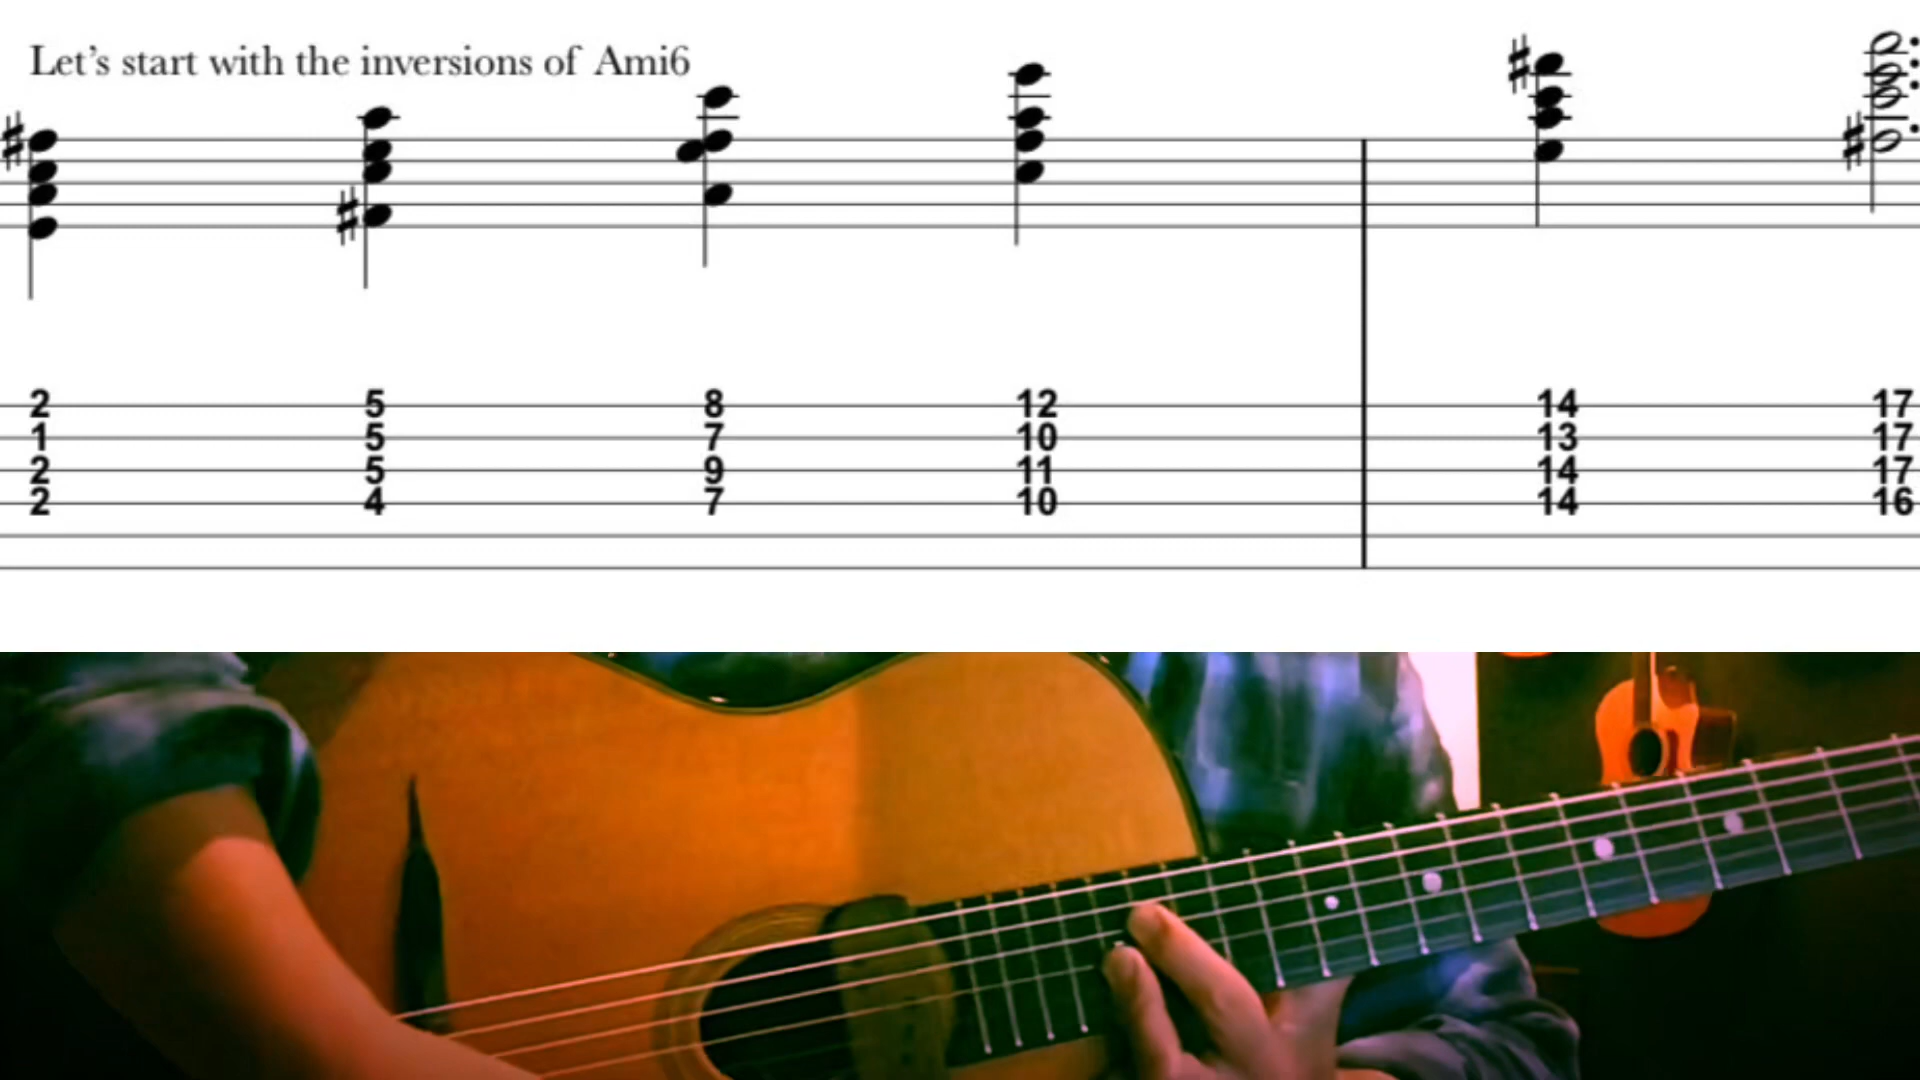 Let's start with the inversions of Ami6
2 5 8 12 14 17
1 5 7 10 13 17
2 5 9 11 14 17
2 4 7 10 14 16